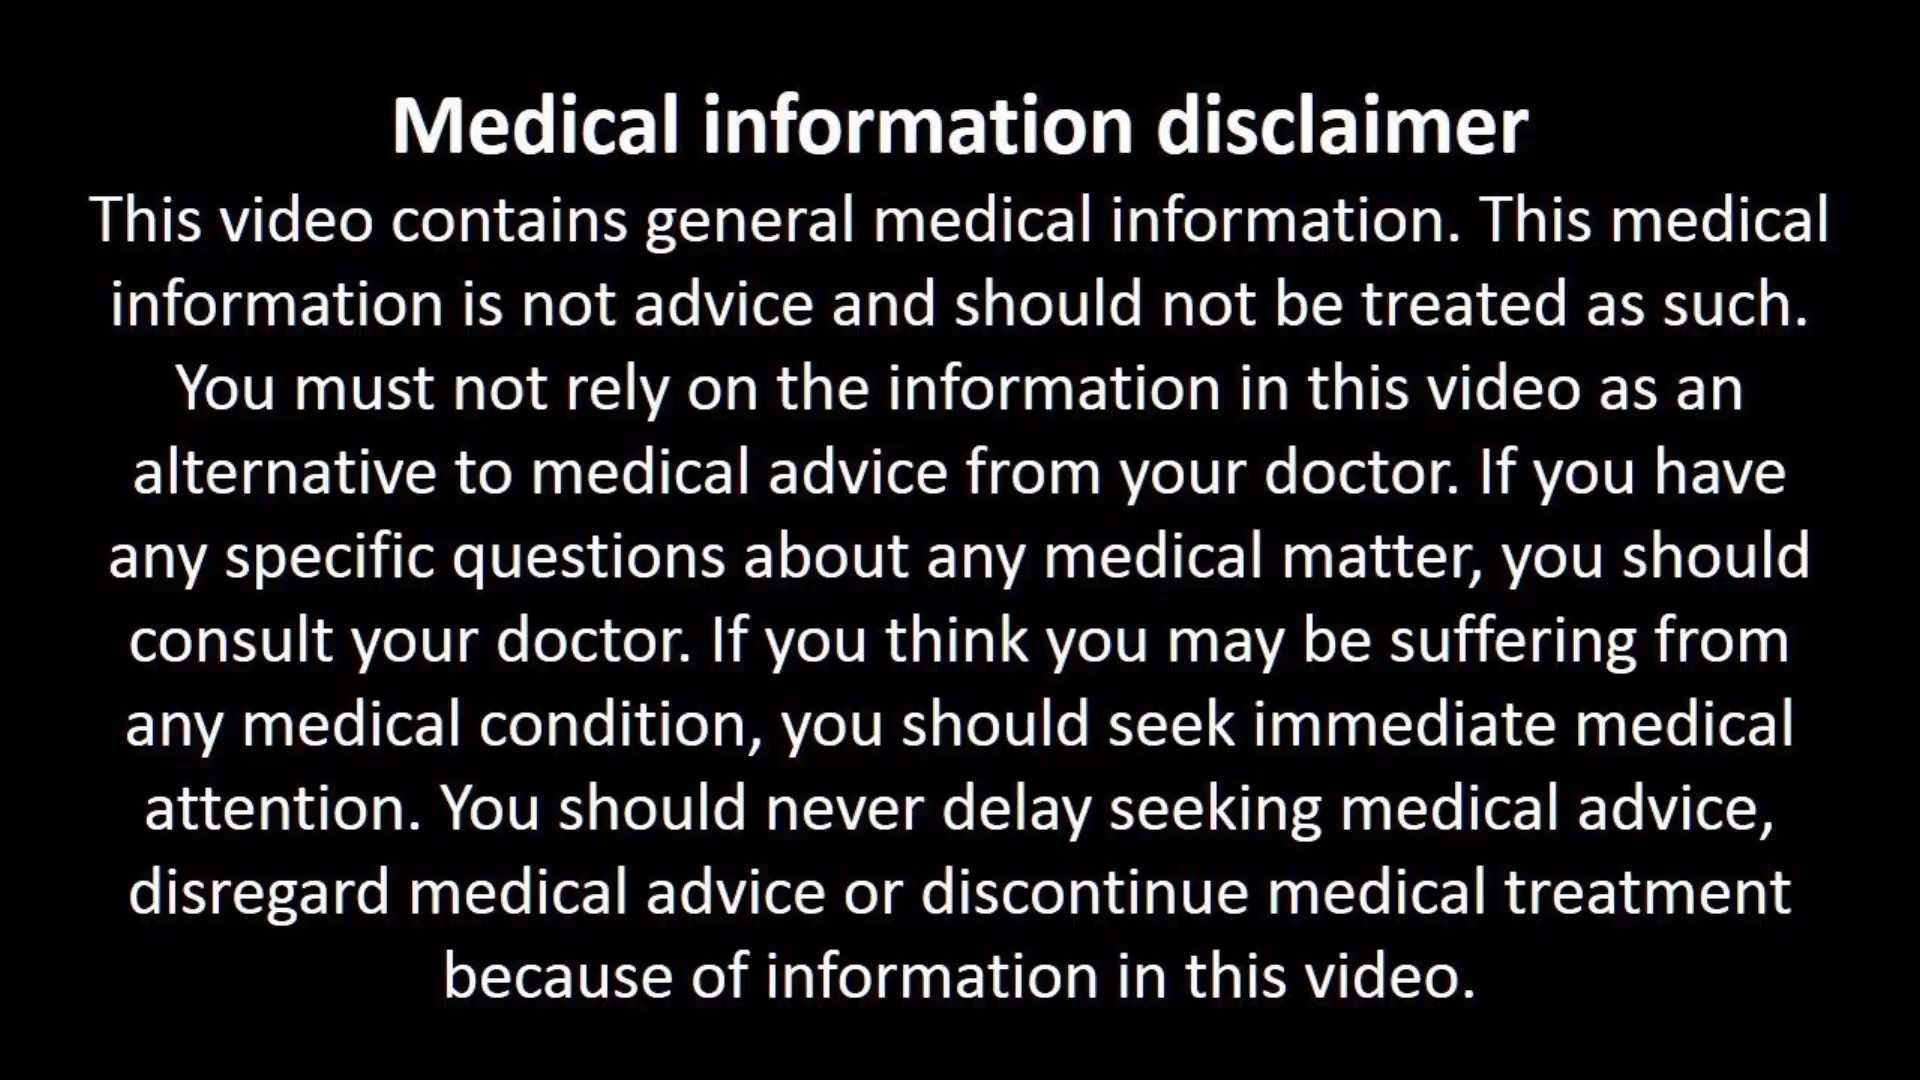 Medical information disclaimer
This video contains general medical information. This medical
information is not advice and should not be treated as such.
You must not rely on the information in this video as an
alternative to medical advice from your doctor. If you have
any specific questions about any medical matter, you should
consult your doctor. If you think you may be suffering from
any medical condition, you should seek immediate medical
attention. You should never delay seeking medical advice,
disregard medical advice or discontinue medical treatment
because of information in this video.